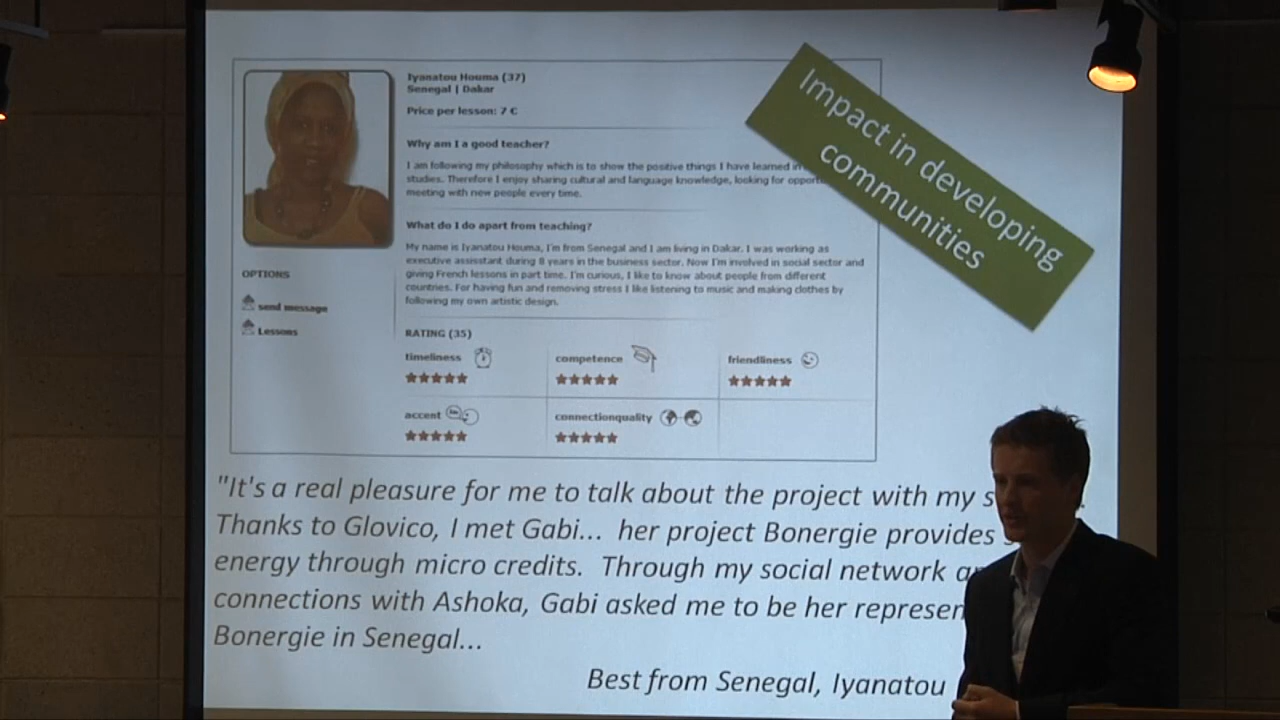 Iyanatou Houma (37)
Senegal | Dakar
Price per lesson: 7 €
Why am I a good teacher?
I am following my philosophy which is to show the positive things I have learned in
studies. Therefore I enjoy sharing cultural and language knowledge, looking for
meeting with new people every time.
What do I do apart from teaching?
My name is Iyanatou Houma, I'm from Senegal and I am living in Dakar. I was working as
executive assisstant during 8 years in the business sector. Now I'm involved in social sector and
giving French lessons in part time. I'm curious, I like to know about people from different
countries. For having fun and removing stress I like listening to music and making clothes by
following my own artistic design.
OPTIONS
send message
Lessons
RATING (35)
timeliness
competence
friendliness
accent
connectionquality
Impact in developing
communities
"It's a real pleasure for me to talk about the project with my
Thanks to Glovico, I met Gabi... her project Bonergie provides
energy through micro credits. Through my social network
connections with Ashoka, Gabi asked me to be her
Bonergie in Senegal...
Best from Senegal, Iyanatou